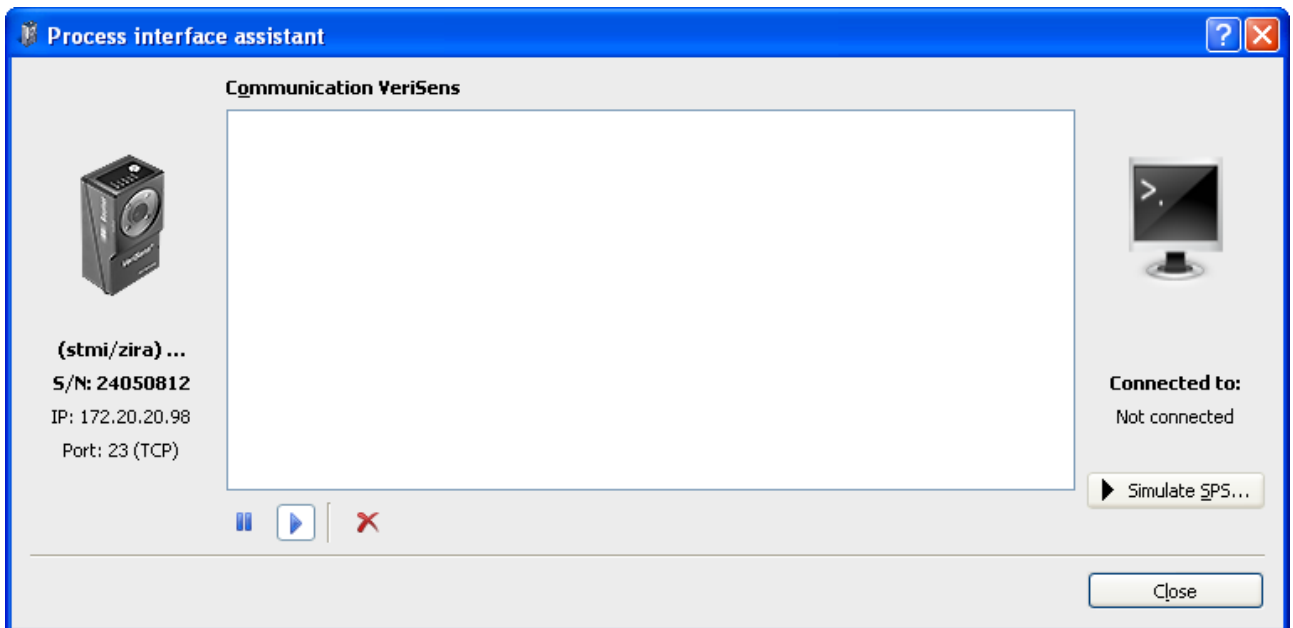 Process interface assistant
Communication VeriSens
VeriSens
(stmi/zira) ...
S/N: 24050812
IP: 172.20.20.98
Port: 23 (TCP)
>.
Connected to:
Not connected
Simulate SPS...
Close